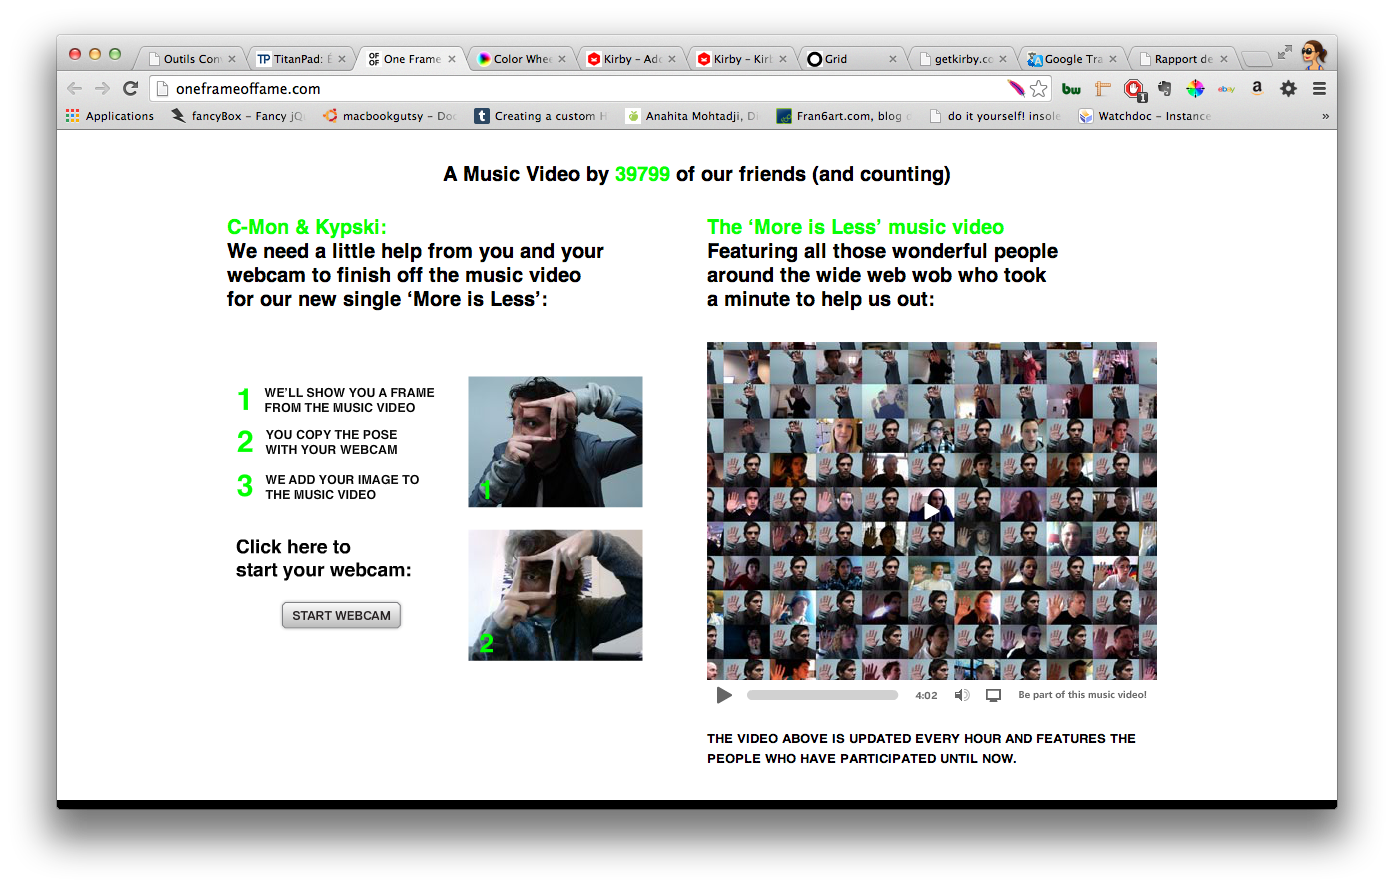 Outils Con
TitanPad: E
OF
OF
One Frame
Color Whee
Kirby – Add
Kirby – Kirb
Grid
getkirby.co
Google Tra
Rapport de
oneframeoffame.com
bw
1
ebay
a
Applications
fancyBox – Fancy jQ
macbookgutsy – Doc
t
Creating a custom H
Anahita Mohtadji, Di
Fran6art.com, blog d
do it yourself! insole
Watchdoc – Instance
»
A Music Video by 39799 of our friends (and counting)
C-Mon & Kypski:
We need a little help from you and your
webcam to finish off the music video
for our new single ‘More is Less’:
1 WE’LL SHOW YOU A FRAME
FROM THE MUSIC VIDEO
2 YOU COPY THE POSE
WITH YOUR WEBCAM
3 WE ADD YOUR IMAGE TO
THE MUSIC VIDEO
1
Click here to
start your webcam:
START WEBCAM
2
The ‘More is Less’ music video
Featuring all those wonderful people
around the wide web wob who took
a minute to help us out:
4:02
Be part of this music video!
THE VIDEO ABOVE IS UPDATED EVERY HOUR AND FEATURES THE
PEOPLE WHO HAVE PARTICIPATED UNTIL NOW.